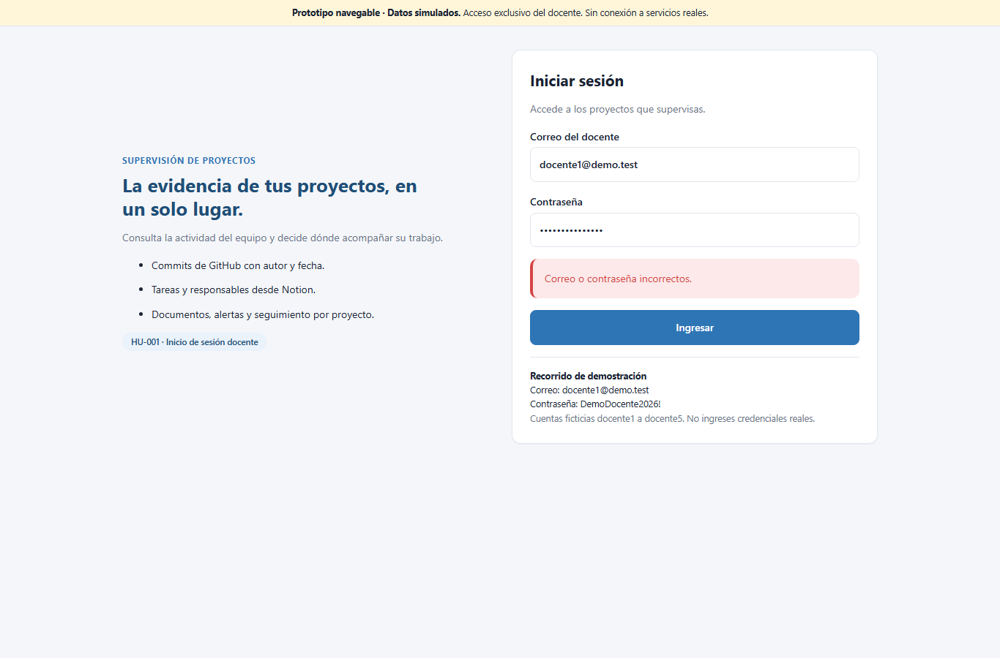 Prototipo navegable · Datos simulados. Acceso exclusivo del docente. Sin conexión a servicios reales.
SUPERVISIÓN DE PROYECTOS
La evidencia de tus proyectos, en
un solo lugar.
Consulta la actividad del equipo y decide dónde acompañar su trabajo.
• Commits de GitHub con autor y fecha.
• Tareas y responsables desde Notion.
• Documentos, alertas y seguimiento por proyecto.
HU-001 · Inicio de sesión docente
Iniciar sesión
Accede a los proyectos que supervisas.
Correo del docente
docente1@demo.test
Contraseña
•••••••••••••••
Correo o contraseña incorrectos.
Ingresar
Recorrido de demostración
Correo: docente1@demo.test
Contraseña: DemoDocente2026!
Cuentas ficticias docente1 a docente5. No ingreses credenciales reales.